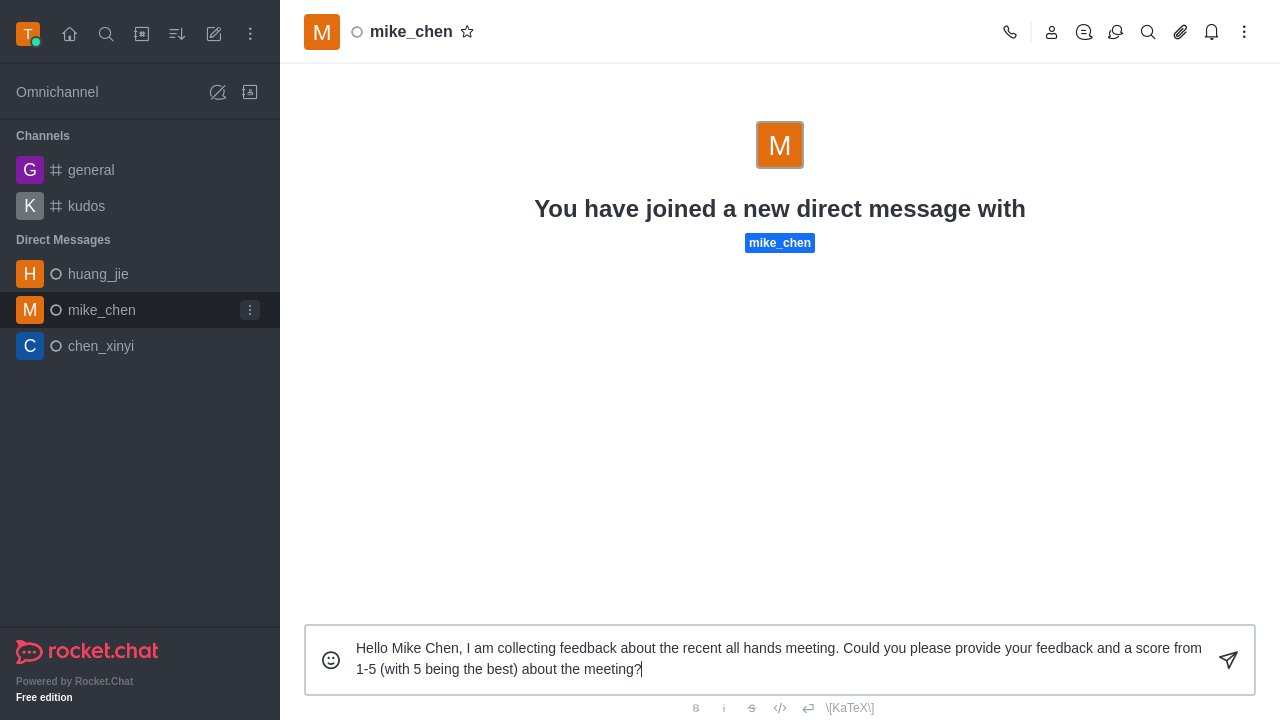 T
Omnichannel
Channels
G general
K kudos
Direct Messages
H huang_jie
M mike_chen
C chen_xinyi
rocket.chat
Powered by Rocket.Chat
Free edition
M mike_chen
M
You have joined a new direct message with
mike_chen
Hello Mike Chen, I am collecting feedback about the recent all hands meeting. Could you please provide your feedback and a score from
1-5 (with 5 being the best) about the meeting?
B i S \[KaTeX\]